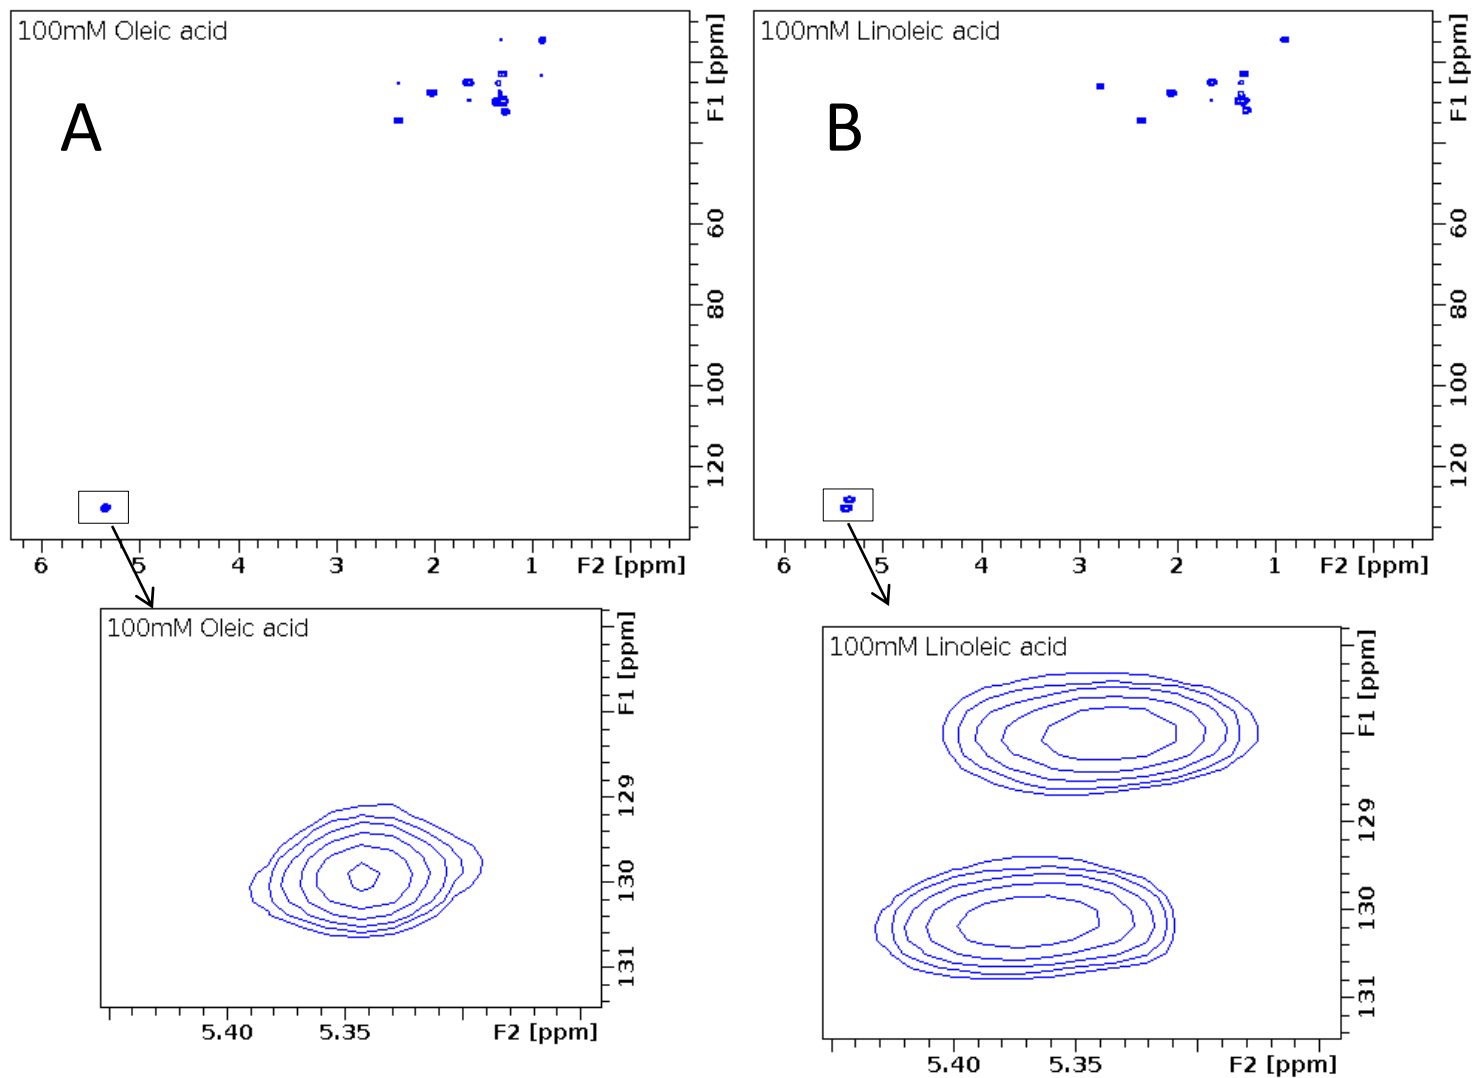 100mM Oleic acid
A
F1 [ppm]
60
80
100
120
6 5 4 3 2 1 F2 [ppm]
100mM Linoleic acid
B
F1 [ppm]
60
80
100
120
6 5 4 3 2 1 F2 [ppm]
100mM Oleic acid
F1 [ppm]
129
130
131
5.40 5.35 F2 [ppm]
100mM Linoleic acid
F1 [ppm]
129
130
131
5.40 5.35 F2 [ppm]